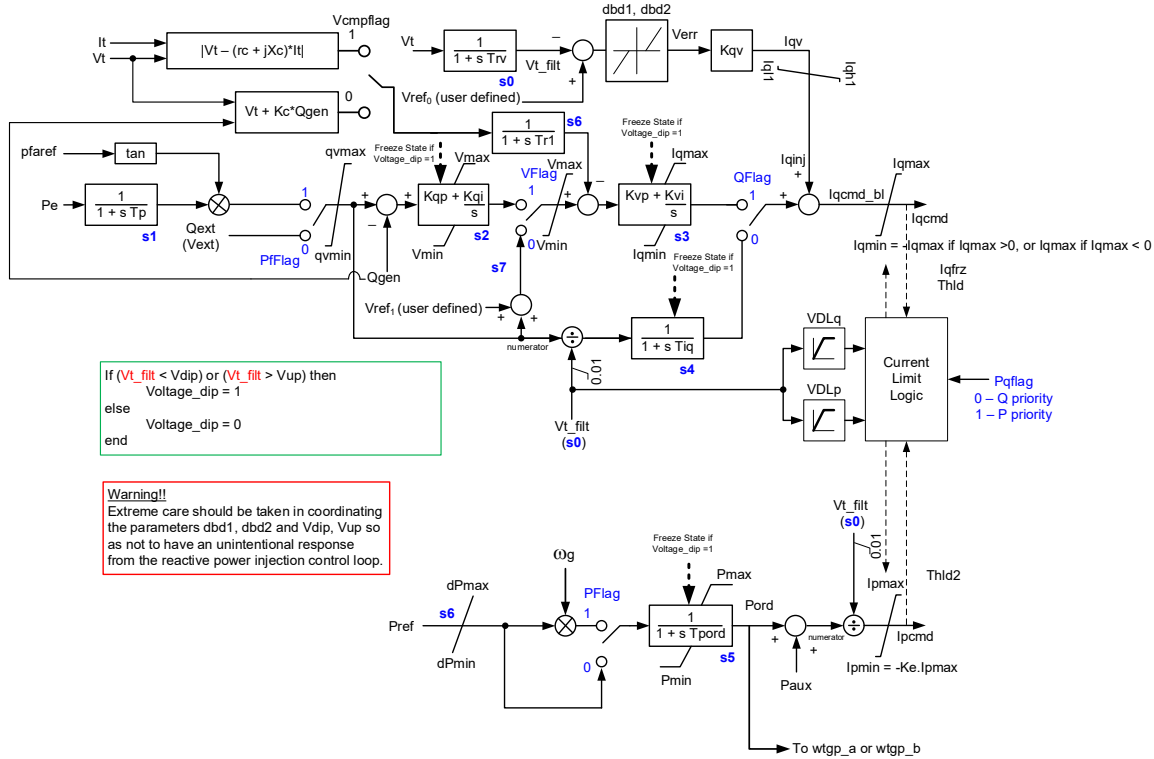 dbd1, dbd2
Vcmpflag
It
Vt
|Vt – (rc + jXc)*It|
1
Vt
1
1 + s Trv
s0
–
Vt_filt
+
Verr
Kqv
Iqv
Iql1
Iqh1
Vref0 (user defined)
Vt + Kc*Qgen
0
1
1 + s Tr1
s6
pfaref
tan
qvmax
Freeze State if
Voltage_dip =1
Vmax
VFlag
1
Vmax
Freeze State if
Voltage_dip =1
Iqmax
QFlag
1
Iqinj
+
Iqmax
Pe
1
1 + s Tp
s1
1
+
–
+
Kqp + Kqi
s
s2
+
–
Kvp + Kvi
s
s3
+
Iqcmd_bl
Iqcmd
Qext
(Vext)
PfFlag
0
qvmin
Vmin
0
Vmin
Iqmin
0
Iqmin = -Iqmax if Iqmax >0, or Iqmax if Iqmax < 0
s7
Qgen
Freeze State if
Voltage_dip =1
Iqfrz
Thld
Vref1 (user defined)
+
+
numerator
÷
1
1 + s Tiq
s4
0.01
VDLq
VDLp
Current
Limit
Logic
Pqflag
0 – Q priority
1 – P priority
Vt_filt
(s0)
If (Vt_filt < Vdip) or (Vt_filt > Vup) then
Voltage_dip = 1
else
Voltage_dip = 0
end
Warning!!
Extreme care should be taken in coordinating
the parameters dbd1, dbd2 and Vdip, Vup so
as not to have an unintentional response
from the reactive power injection control loop.
Vt_filt
(s0)
0.01
Freeze State if
Voltage_dip =1
ωg
dPmax
s6
Pref
dPmin
PFlag
1
0
Pmax
1
1 + s Tpord
s5
Pmin
Pord
+
+
numerator
÷
Paux
Ipmax
Thld2
Ipcmd
Ipmin = -Ke.Ipmax
To wtgp_a or wtgp_b